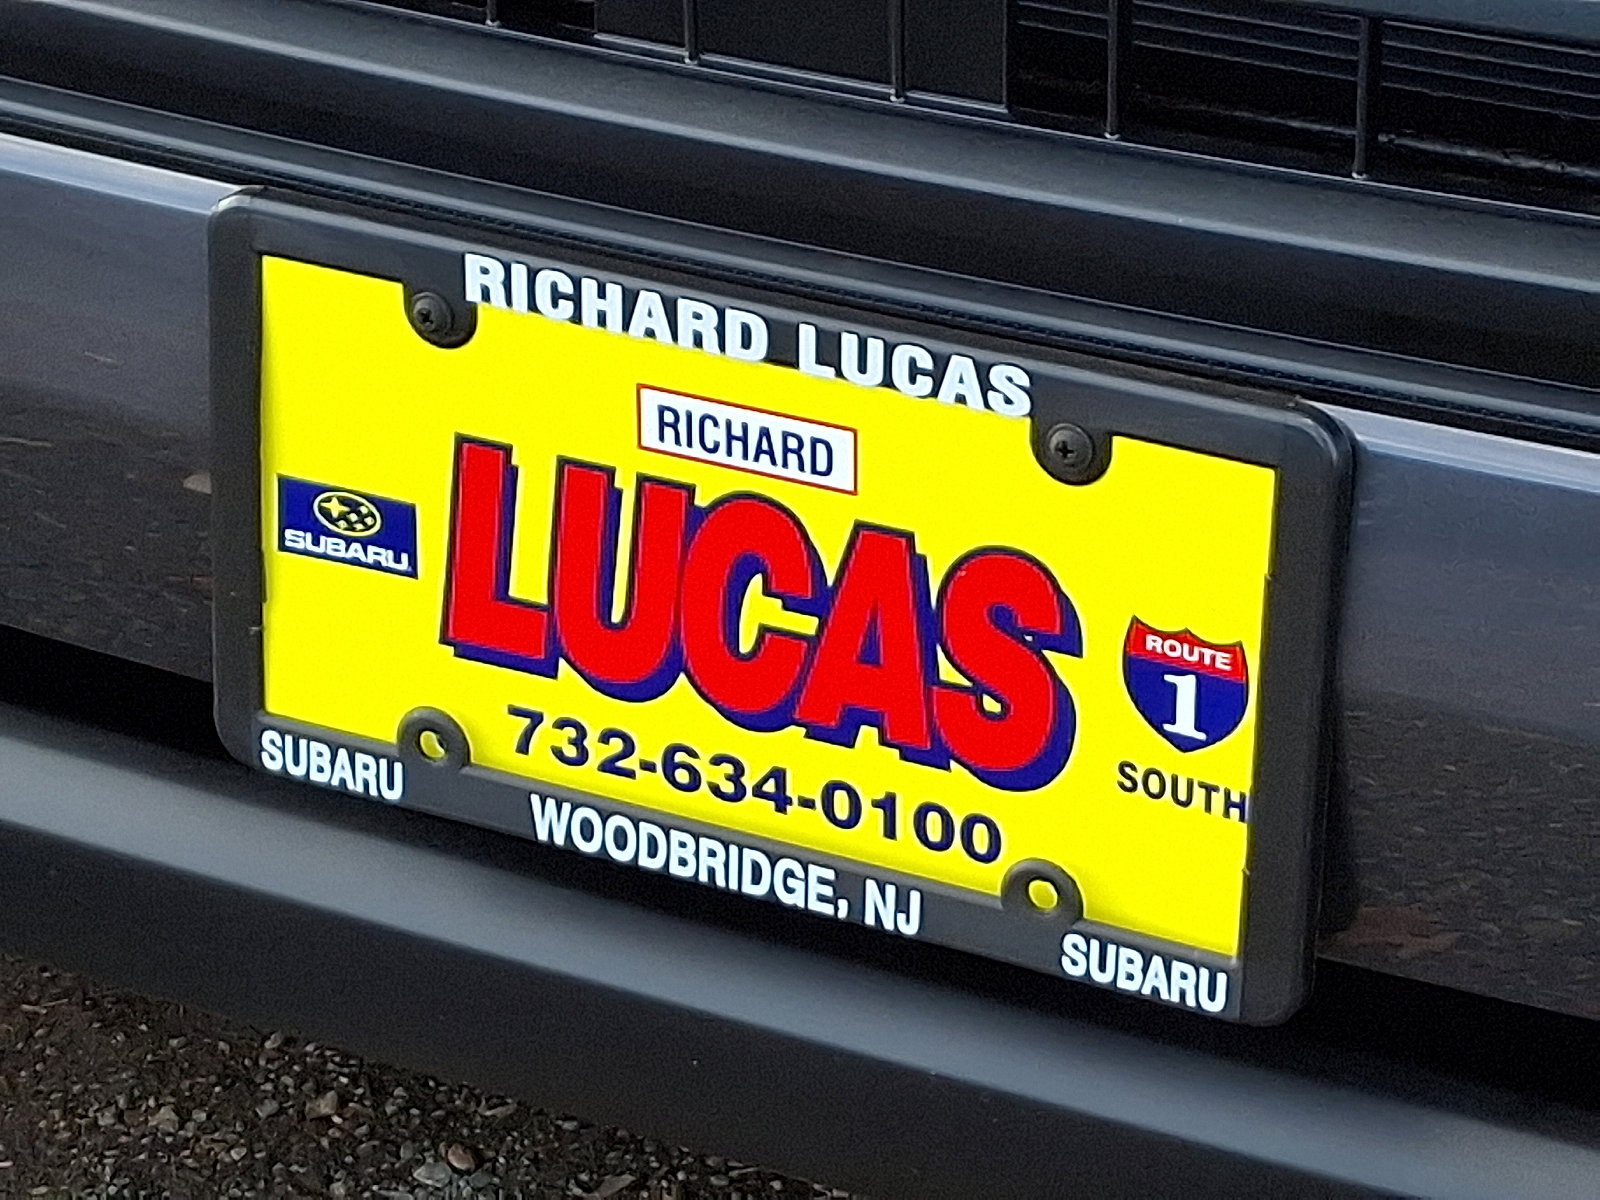 RICHARD LUCAS
RICHARD
LUCAS
SUBARU
ROUTE
1
SOUTH
732-634-0100
SUBARU
WOODBRIDGE, NJ
SUBARU